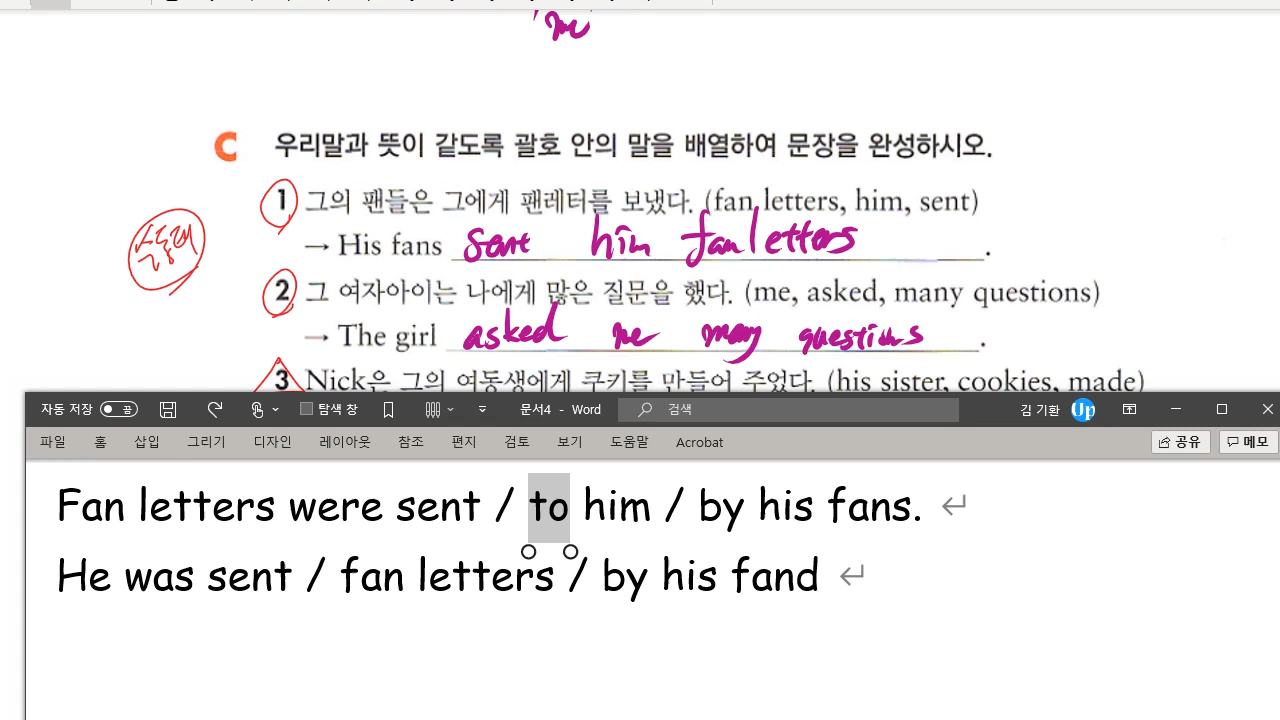 me
C 우리말과 뜻이 같도록 괄호 안의 말을 배열하여 문장을 완성하시오.
1 그의 팬들은 그에게 팬레터를 보냈다. (fan letters, him, sent)
수동태
→ His fans sent him fan letters.
2 그 여자아이는 나에게 많은 질문을 했다. (me, asked, many questions)
→ The girl asked me many questions.
3 Nick은 그의 여동생에게 쿠키를 만들어 주었다. (his sister, cookies, made)
자동 저장 끔 탐색 창 문서4 - Word 검색 김 기환 Up
파일 홈 삽입 그리기 디자인 레이아웃 참조 편지 검토 보기 도움말 Acrobat 공유 메모
Fan letters were sent / to him / by his fans.
He was sent / fan letters / by his fand